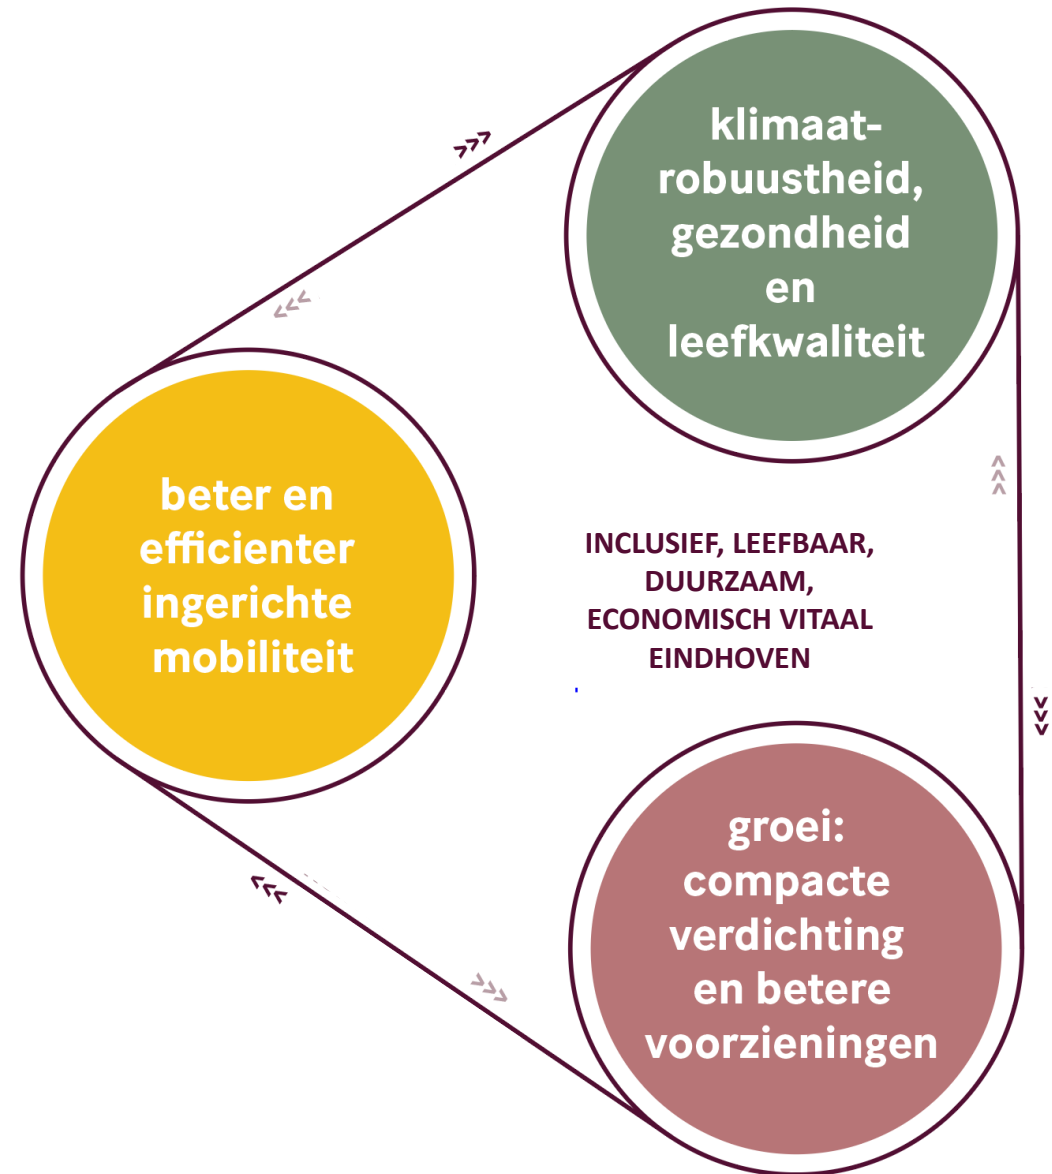 klimaat-
robuustheid,
gezondheid
en
leefkwaliteit
beter en
efficienter
ingerichte
mobiliteit
INCLUSIEF, LEEFBAAR,
DUURZAAM,
ECONOMISCH VITAAL
EINDHOVEN
groei:
compacte
verdichting
en betere
voorzieningen